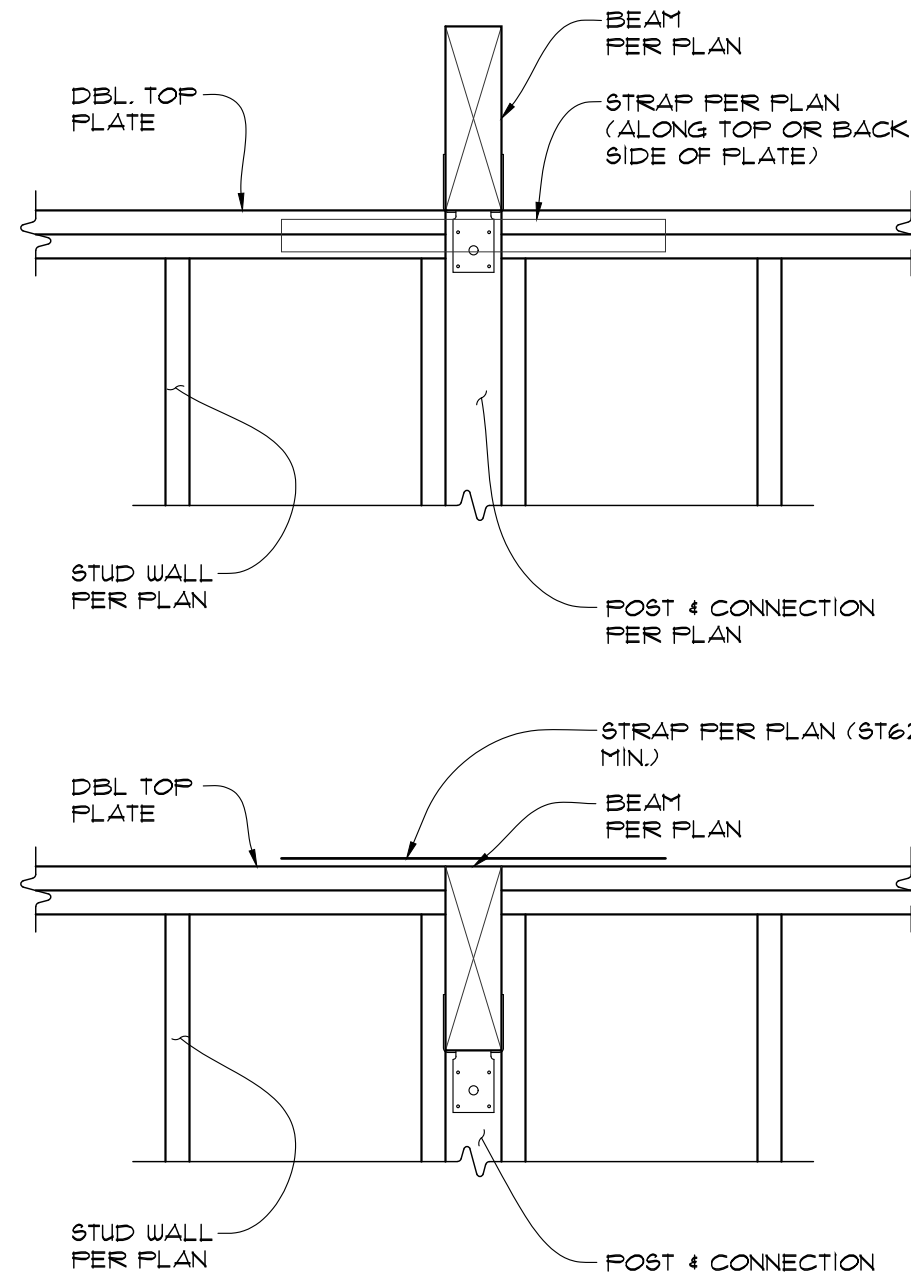 BEAM
PER PLAN
DBL. TOP
PLATE
STRAP PER PLAN
(ALONG TOP OR BACK
SIDE OF PLATE)
STUD WALL
PER PLAN
POST & CONNECTION
PER PLAN
STRAP PER PLAN (ST62
MIN.)
DBL TOP
PLATE
BEAM
PER PLAN
STUD WALL
PER PLAN
POST & CONNECTION